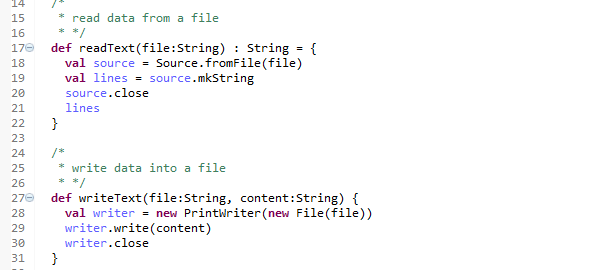 14 /*
15  * read data from a file
16  * */
17 def readText(file:String) : String = {
18   val source = Source.fromFile(file)
19   val lines = source.mkString
20   source.close
21   lines
22 }
23
24 /*
25  * write data into a file
26  * */
27 def writeText(file:String, content:String) {
28   val writer = new PrintWriter(new File(file))
29   writer.write(content)
30   writer.close
31 }